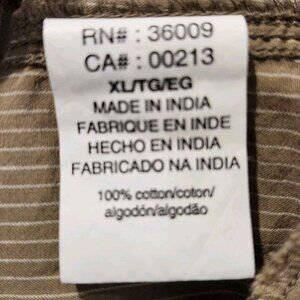 RN# : 36009
CA# : 00213
XL/TG/EG
MADE IN INDIA
FABRIQUE EN INDE
HECHO EN INDIA
FABRICADO NA INDIA
100% cotton/coton/
algodón/algodão